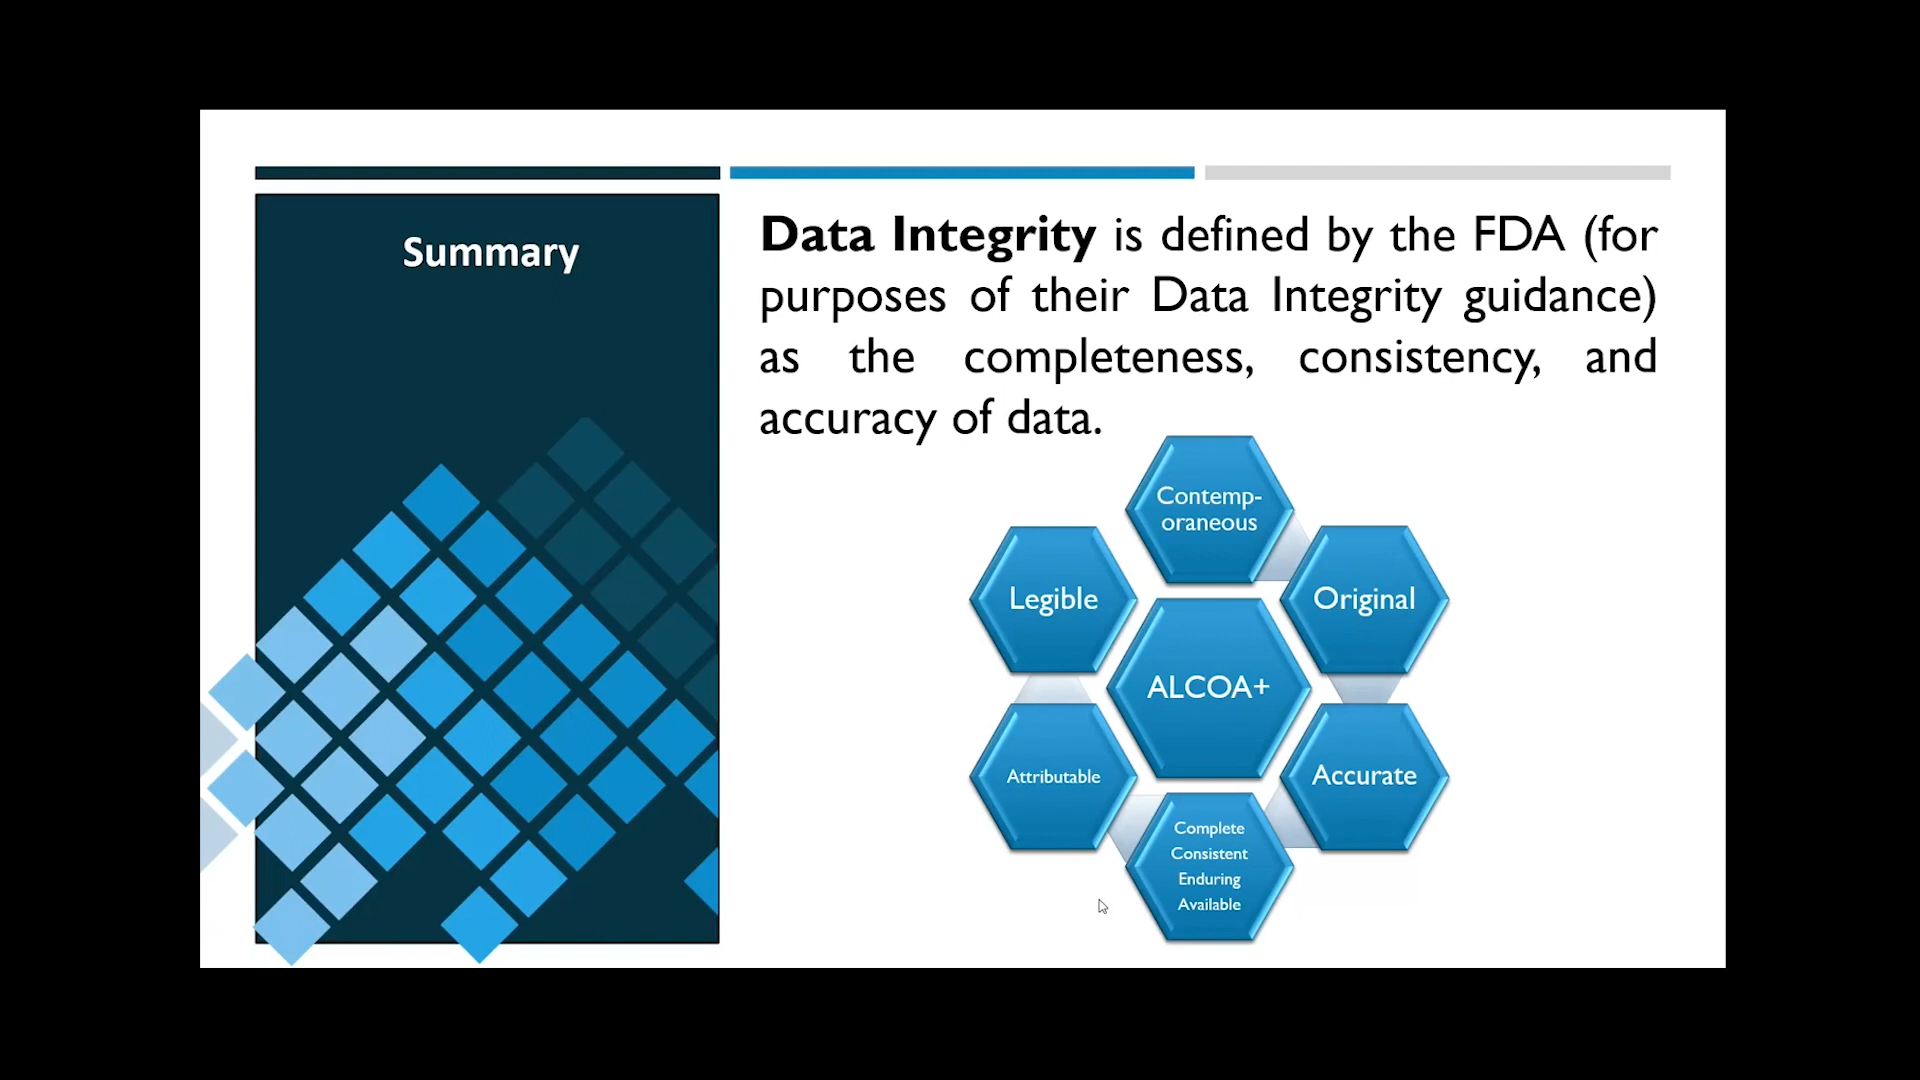 Summary
Data Integrity is defined by the FDA (for
purposes of their Data Integrity guidance)
as the completeness, consistency, and
accuracy of data.
Contemp-
oraneous
Legible
Original
ALCOA+
Attributable
Accurate
Complete
Consistent
Enduring
Available